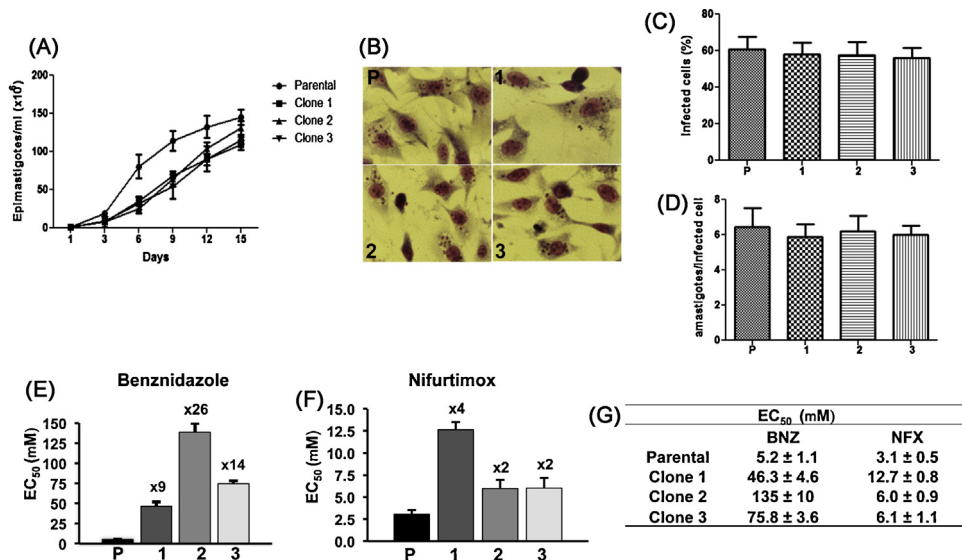 (A)
Epimastigotes/ml (x10⁶)
200
150
100
50
0
1 3 6 9 12 15
Days
Parental
Clone 1
Clone 2
Clone 3
(B)
P
1
2
3
(C)
Infected cells (%)
80
60
40
20
0
P 1 2 3
(D)
amastigotes/Infected cell
8
6
4
2
0
P 1 2 3
(E)
Benznidazole
EC50 (mM)
150
125
100
75
50
25
0
x9
x26
x14
P 1 2 3
(F)
Nifurtimox
EC50 (mM)
15.0
12.5
10.0
7.5
5.0
2.5
0.0
x4
x2
x2
P 1 2 3
(G)
EC50 (mM)
BNZ NFX
Parental 5.2 ± 1.1 3.1 ± 0.5
Clone 1 46.3 ± 4.6 12.7 ± 0.8
Clone 2 135 ± 10 6.0 ± 0.9
Clone 3 75.8 ± 3.6 6.1 ± 1.1